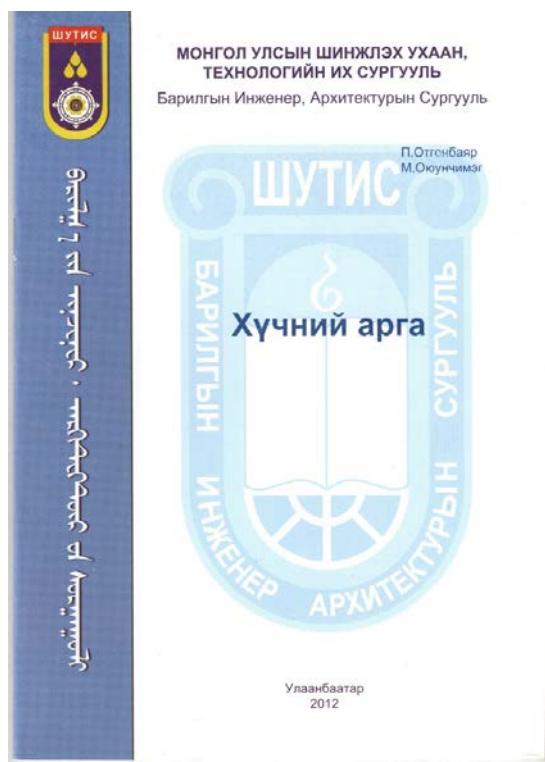 ШУТИС
МОНГОЛ УЛСЫН ШИНЖЛЭХ УХААН,
ТЕХНОЛОГИЙН ИХ СУРГУУЛЬ
Барилгын Инженер, Архитектурын Сургууль
П.Отгонбаяр
М.Оюунчимэг
ШУТИС
БАРИЛГЫН
ИНЖЕНЕР
АРХИТЕКТУРЫН
СУРГУУЛЬ
Хүчний арга
Улаанбаатар
2012